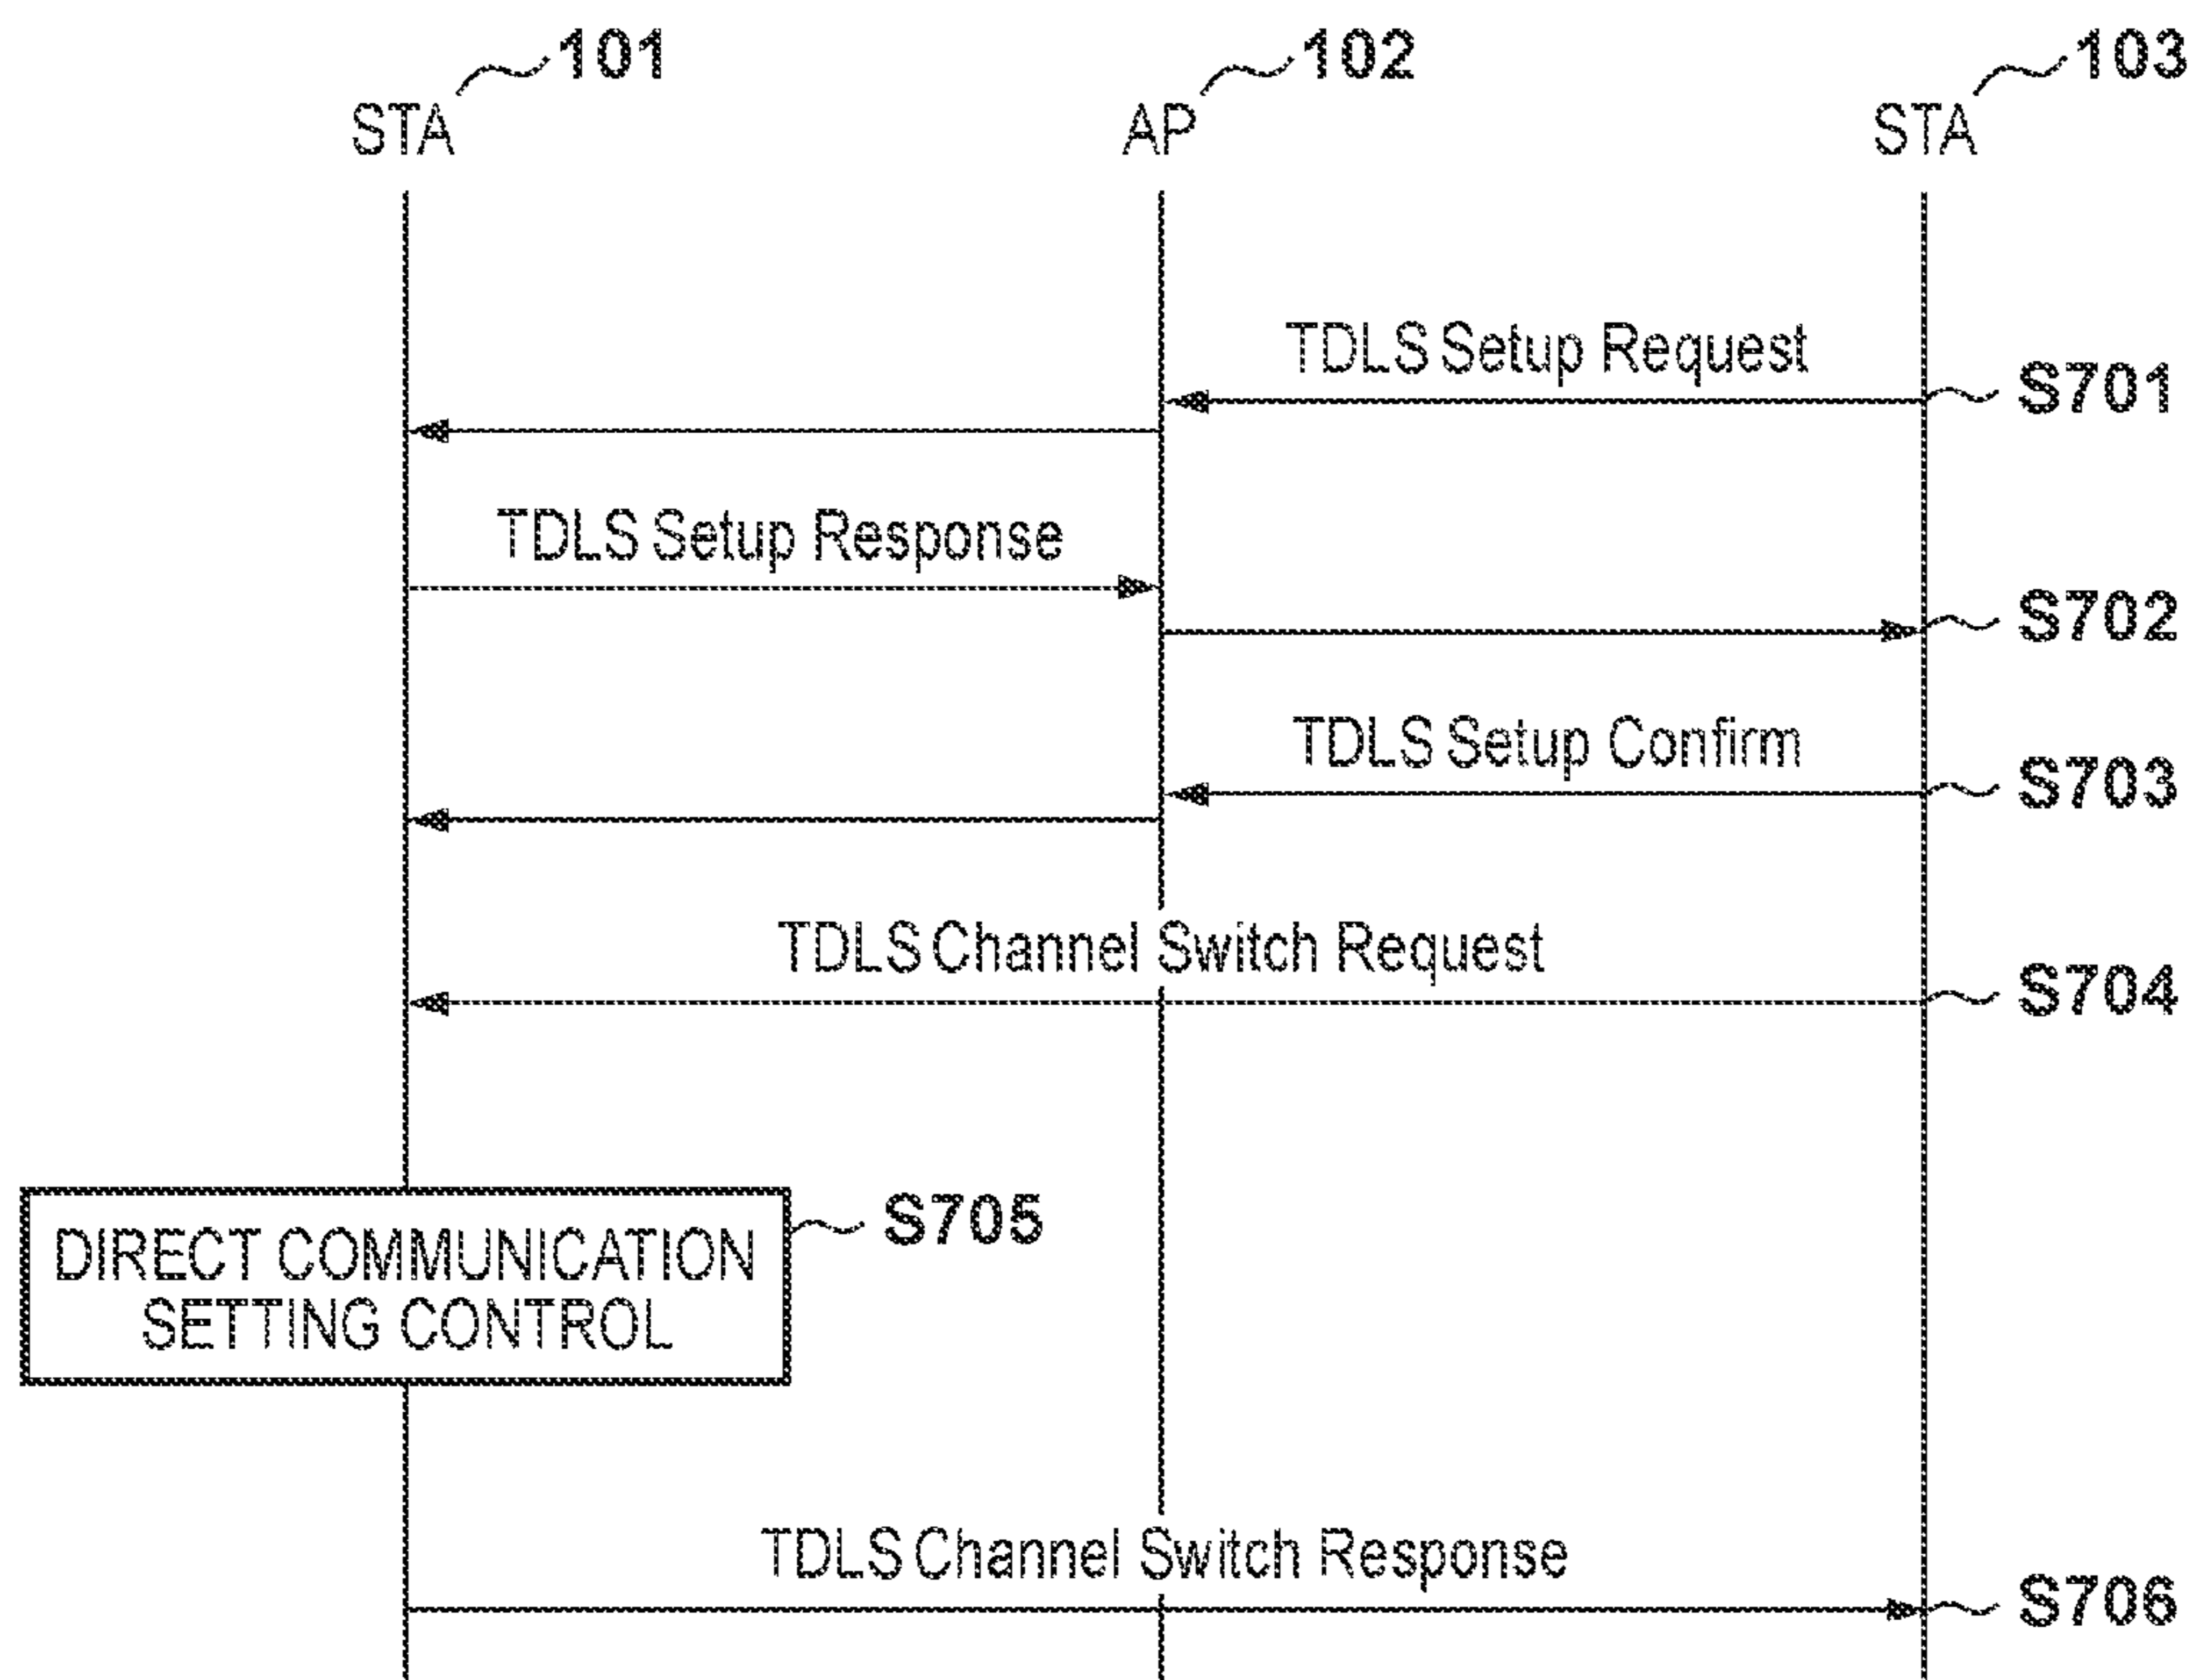 101
102
103
STA
AP
STA
TDLS Setup Request
S701
TDLS Setup Response
S702
TDLS Setup Confirm
S703
TDLS Channel Switch Request
S704
S705
DIRECT COMMUNICATION
SETTING CONTROL
TDLS Channel Switch Response
S706